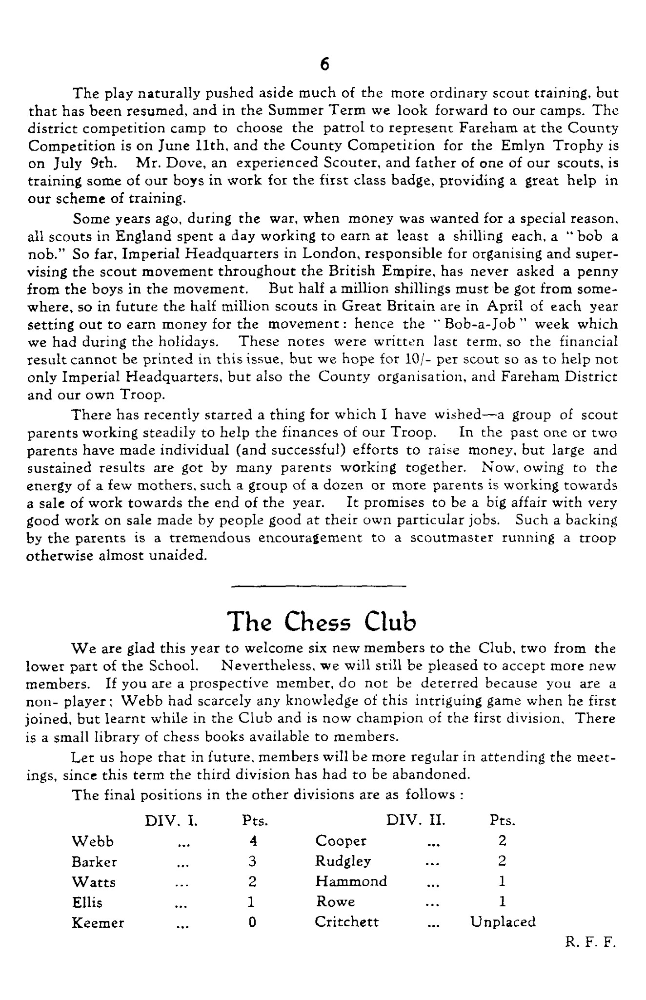 6
The play naturally pushed aside much of the more ordinary scout training, but
that has been resumed, and in the Summer Term we look forward to our camps. The
district competition camp to choose the patrol to represent Fareham at the County
Competition is on June 11th, and the County Competition for the Emlyn Trophy is
on July 9th. Mr. Dove, an experienced Scouter, and father of one of our scouts, is
training some of our boys in work for the first class badge, providing a great help in
our scheme of training.
Some years ago, during the war, when money was wanted for a special reason,
all scouts in England spent a day working to earn at least a shilling each, a "bob a
nob." So far, Imperial Headquarters in London, responsible for organising and super-
vising the scout movement throughout the British Empire, has never asked a penny
from the boys in the movement. But half a million shillings must be got from some-
where, so in future the half million scouts in Great Britain are in April of each year
setting out to earn money for the movement: hence the "Bob-a-Job" week which
we had during the holidays. These notes were written last term, so the financial
result cannot be printed in this issue, but we hope for 10/- per scout so as to help not
only Imperial Headquarters, but also the County organisation, and Fareham District
and our own Troop.
There has recently started a thing for which I have wished—a group of scout
parents working steadily to help the finances of our Troop. In the past one or two
parents have made individual (and successful) efforts to raise money, but large and
sustained results are got by many parents working together. Now, owing to the
energy of a few mothers, such a group of a dozen or more parents is working towards
a sale of work towards the end of the year. It promises to be a big affair with very
good work on sale made by people good at their own particular jobs. Such a backing
by the parents is a tremendous encouragement to a scoutmaster running a troop
otherwise almost unaided.
The Chess Club
We are glad this year to welcome six new members to the Club, two from the
lower part of the School. Nevertheless, we will still be pleased to accept more new
members. If you are a prospective member, do not be deterred because you are a
non- player; Webb had scarcely any knowledge of this intriguing game when he first
joined, but learnt while in the Club and is now champion of the first division. There
is a small library of chess books available to members.
Let us hope that in future, members will be more regular in attending the meet-
ings, since this term the third division has had to be abandoned.
The final positions in the other divisions are as follows :
DIV. I. Pts. DIV. II. Pts.
Webb ... 4 Cooper ... 2
Barker ... 3 Rudgley ... 2
Watts ... 2 Hammond ... 1
Ellis ... 1 Rowe ... 1
Keemer ... 0 Critchett ... Unplaced
R. F. F.